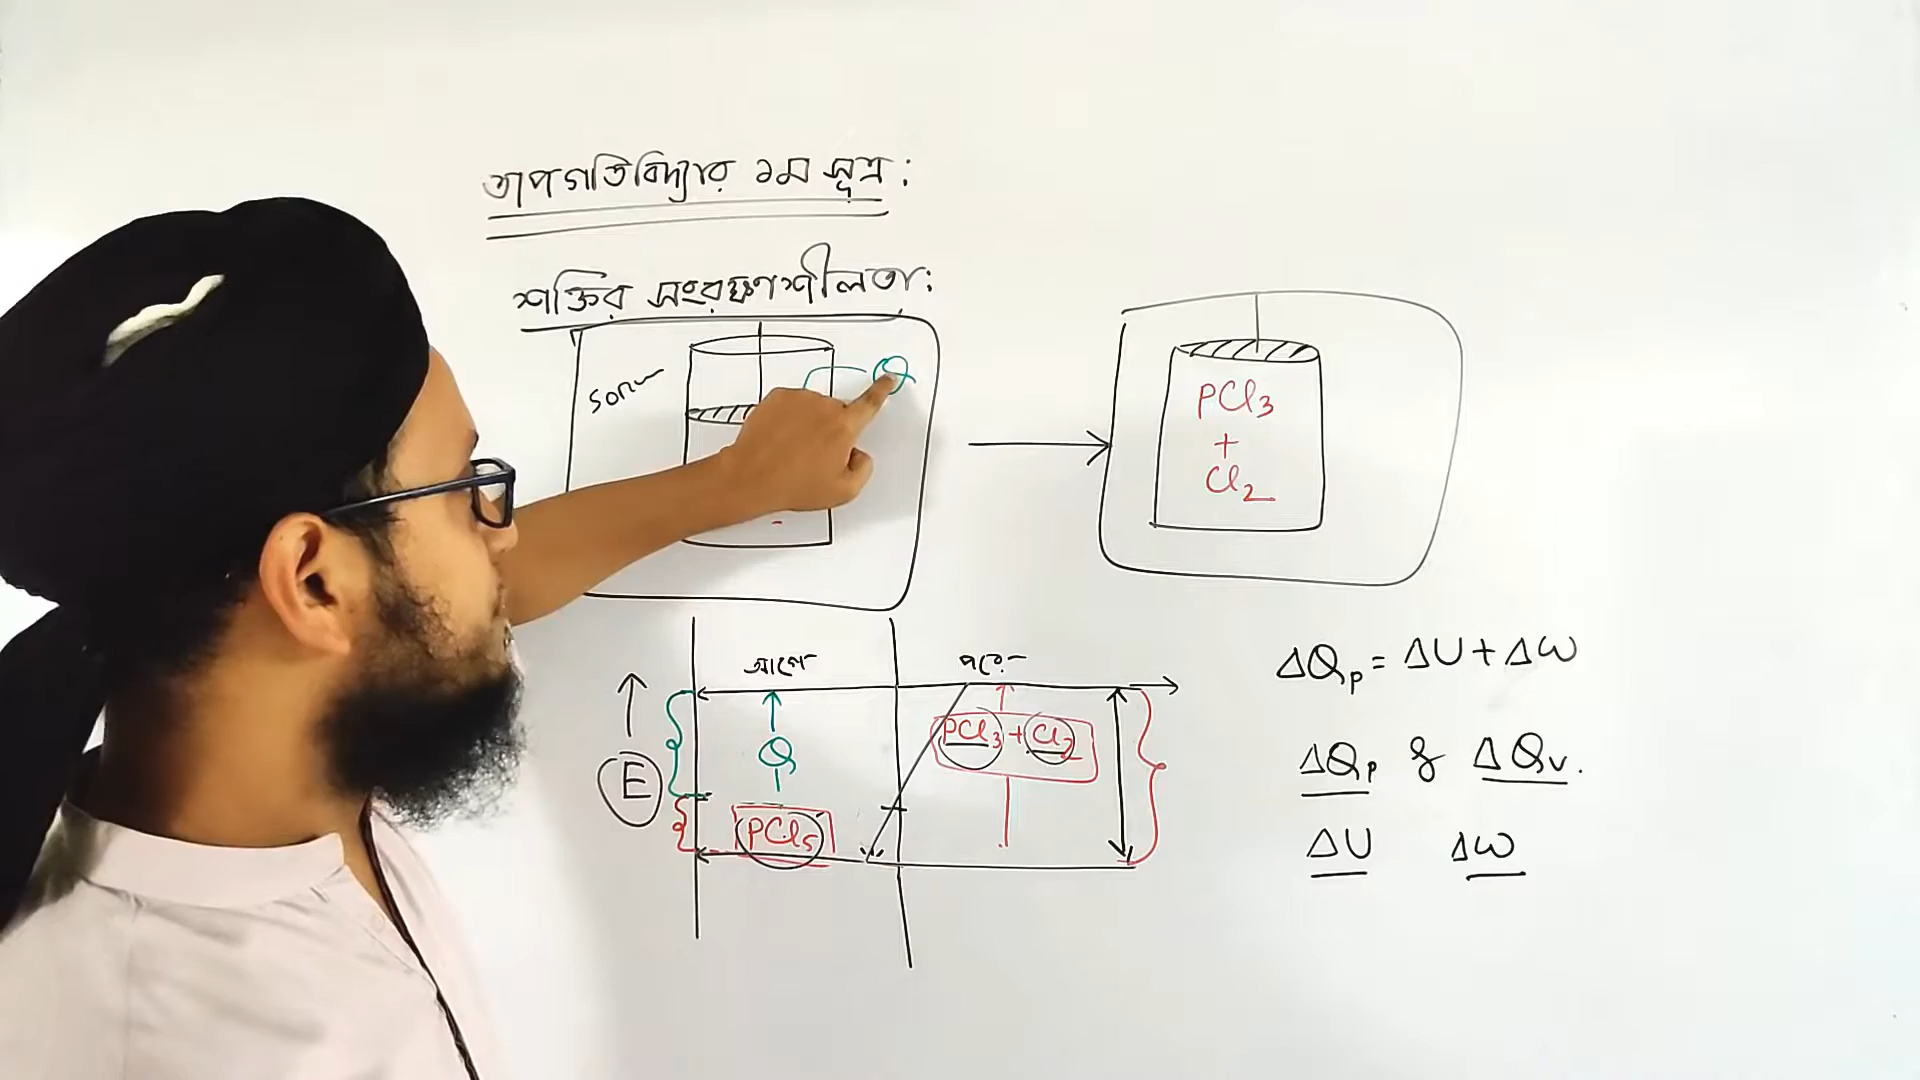 তাপগতিবিদ্যার ১ম সূত্র:
শক্তির সংরক্ষণশীলতা:
Q
PCl₃
+
Cl₂
আগে
পরে
E
Q
PCl₅
PCl₃ + Cl₂
ΔQₚ = ΔU + ΔW
ΔQₚ & ΔQᵥ.
ΔU ΔW